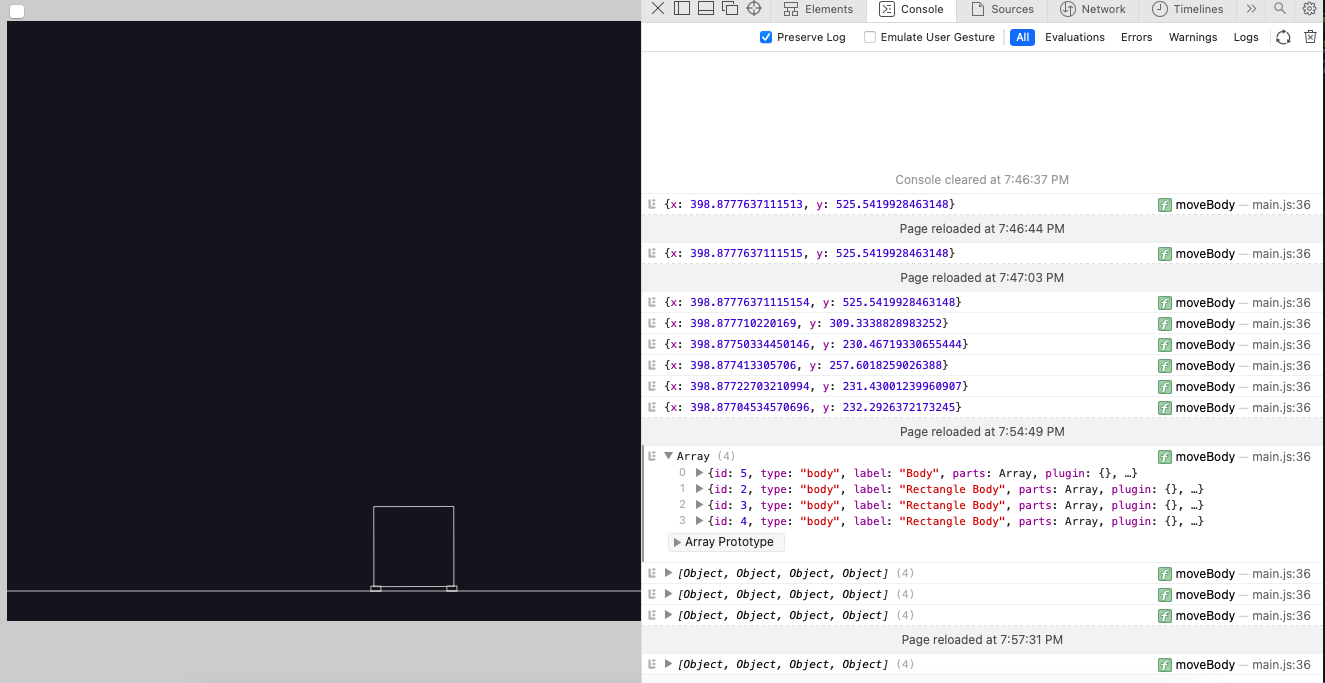 Elements Console Sources Network Timelines
Preserve Log Emulate User Gesture All Evaluations Errors Warnings Logs
Console cleared at 7:46:37 PM
{x: 398.8777637111513, y: 525.5419928463148} f moveBody — main.js:36
Page reloaded at 7:46:44 PM
{x: 398.8777637111515, y: 525.5419928463148} f moveBody — main.js:36
Page reloaded at 7:47:03 PM
{x: 398.87776371115154, y: 525.5419928463148} f moveBody — main.js:36
{x: 398.877710220169, y: 309.3338828983252} f moveBody — main.js:36
{x: 398.87750334450146, y: 230.46719330655444} f moveBody — main.js:36
{x: 398.877413305706, y: 257.6018259026388} f moveBody — main.js:36
{x: 398.87722703210994, y: 231.43001239960907} f moveBody — main.js:36
{x: 398.87704534570696, y: 232.2926372173245} f moveBody — main.js:36
Page reloaded at 7:54:49 PM
Array (4) f moveBody — main.js:36
0 {id: 5, type: "body", label: "Body", parts: Array, plugin: {}, …}
1 {id: 2, type: "body", label: "Rectangle Body", parts: Array, plugin: {}, …}
2 {id: 3, type: "body", label: "Rectangle Body", parts: Array, plugin: {}, …}
3 {id: 4, type: "body", label: "Rectangle Body", parts: Array, plugin: {}, …}
Array Prototype
[Object, Object, Object, Object] (4) f moveBody — main.js:36
[Object, Object, Object, Object] (4) f moveBody — main.js:36
[Object, Object, Object, Object] (4) f moveBody — main.js:36
Page reloaded at 7:57:31 PM
[Object, Object, Object, Object] (4) f moveBody — main.js:36